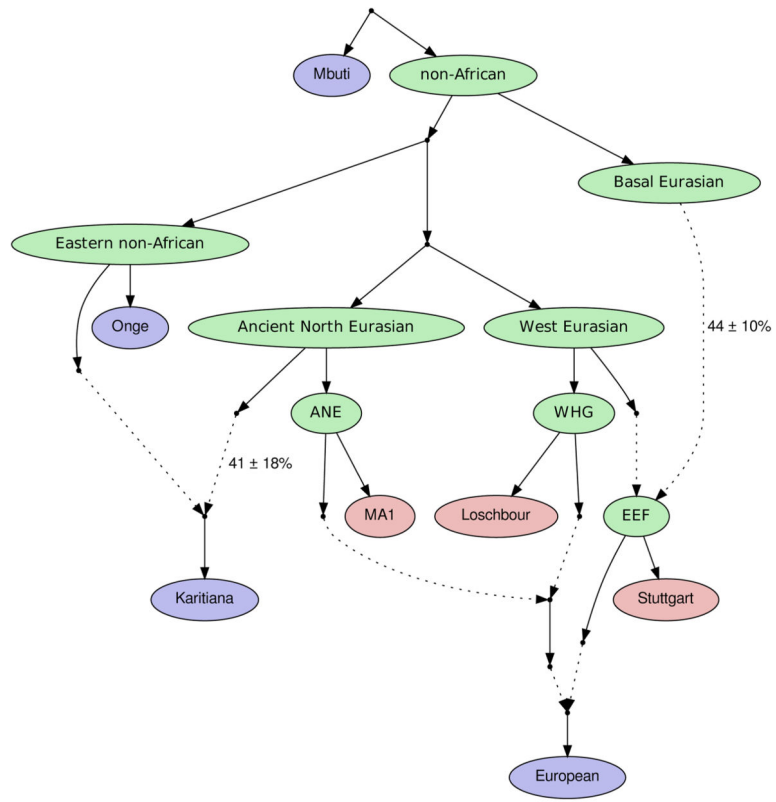 Mbuti
non-African
Basal Eurasian
Eastern non-African
Onge
Ancient North Eurasian
West Eurasian
44 ± 10%
ANE
WHG
41 ± 18%
MA1
Loschbour
EEF
Karitiana
Stuttgart
European